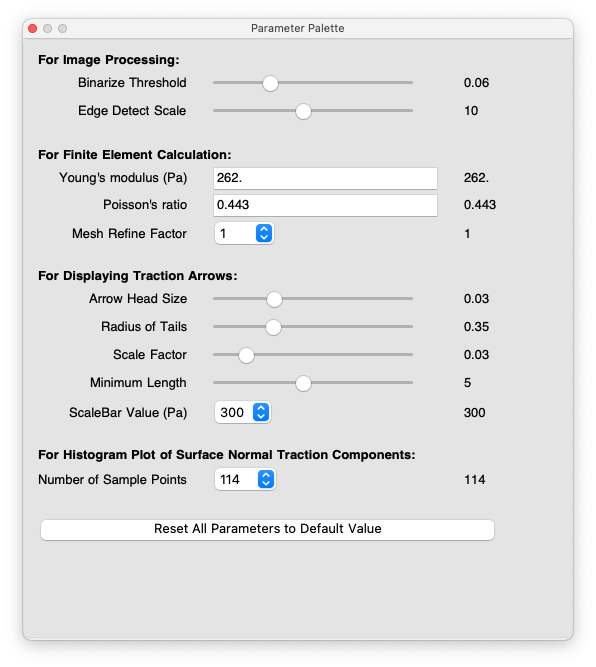 Parameter Palette
For Image Processing:
Binarize Threshold 0.06
Edge Detect Scale 10
For Finite Element Calculation:
Young's modulus (Pa) 262. 262.
Poisson's ratio 0.443 0.443
Mesh Refine Factor 1 1
For Displaying Traction Arrows:
Arrow Head Size 0.03
Radius of Tails 0.35
Scale Factor 0.03
Minimum Length 5
ScaleBar Value (Pa) 300 300
For Histogram Plot of Surface Normal Traction Components:
Number of Sample Points 114 114
Reset All Parameters to Default Value